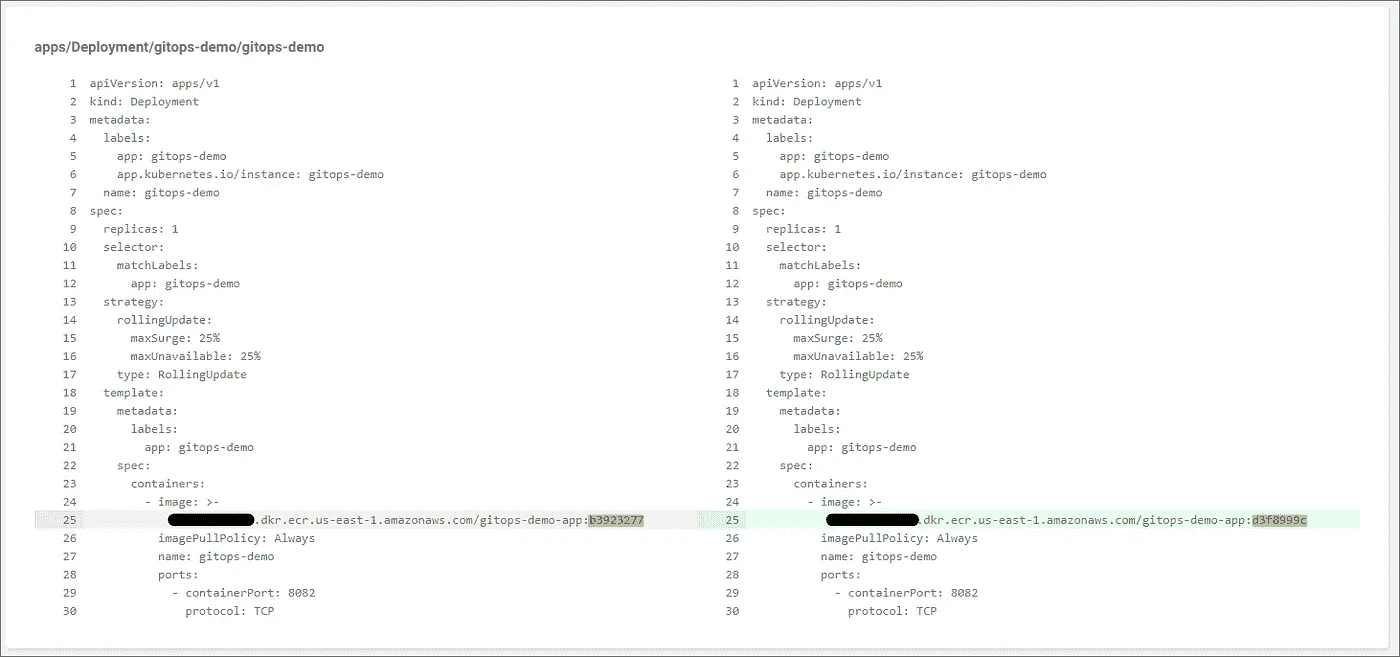 apps/Deployment/gitops-demo/gitops-demo
1 apiVersion: apps/v1
2 kind: Deployment
3 metadata:
4   labels:
5     app: gitops-demo
6     app.kubernetes.io/instance: gitops-demo
7   name: gitops-demo
8 spec:
9   replicas: 1
10   selector:
11     matchLabels:
12       app: gitops-demo
13   strategy:
14     rollingUpdate:
15       maxSurge: 25%
16       maxUnavailable: 25%
17     type: RollingUpdate
18   template:
19     metadata:
20       labels:
21         app: gitops-demo
22     spec:
23       containers:
24         - image: >-
25             .dkr.ecr.us-east-1.amazonaws.com/gitops-demo-app:b3923277
26           imagePullPolicy: Always
27           name: gitops-demo
28           ports:
29             - containerPort: 8082
30               protocol: TCP
1 apiVersion: apps/v1
2 kind: Deployment
3 metadata:
4   labels:
5     app: gitops-demo
6     app.kubernetes.io/instance: gitops-demo
7   name: gitops-demo
8 spec:
9   replicas: 1
10   selector:
11     matchLabels:
12       app: gitops-demo
13   strategy:
14     rollingUpdate:
15       maxSurge: 25%
16       maxUnavailable: 25%
17     type: RollingUpdate
18   template:
19     metadata:
20       labels:
21         app: gitops-demo
22     spec:
23       containers:
24         - image: >-
25             .dkr.ecr.us-east-1.amazonaws.com/gitops-demo-app:d3f8999c
26           imagePullPolicy: Always
27           name: gitops-demo
28           ports:
29             - containerPort: 8082
30               protocol: TCP